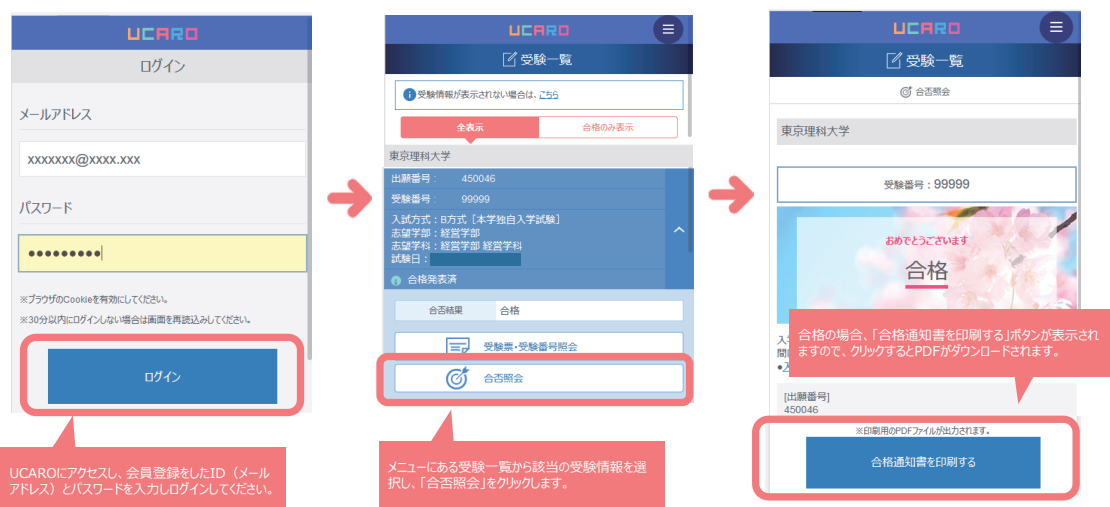 UCARO
ログイン
メールアドレス
xxxxxxx@xxxx.xxx
パスワード
※ブラウザのCookieを有効にしてください。
※30分以内にログインしない場合は画面を再読込みしてください。
ログイン
UCAROにアクセスし、会員登録をしたID（メール
アドレス）とパスワードを入力しログインしてください。
UCARO
受験一覧
受験情報が表示されない場合は、こちら
全表示
合格のみ表示
東京理科大学
出願番号： 450046
受験番号： 99999
入試方式：B方式［本学独自入学試験］
志望学部：経営学部
志望学科：経営学部 経営学科
試験日：
合格発表済
合否結果 合格
受験票・受験番号照会
合否照会
メニューにある受験一覧から該当の受験情報を選
択し、「合否照会」をクリックします。
UCARO
受験一覧
合否照会
東京理科大学
受験番号：99999
おめでとうございます
合格
合格の場合、「合格通知書を印刷する」ボタンが表示され
ますので、クリックするとPDFがダウンロードされます。
[出願番号]
450046
※印刷用のPDFファイルが出力されます。
合格通知書を印刷する